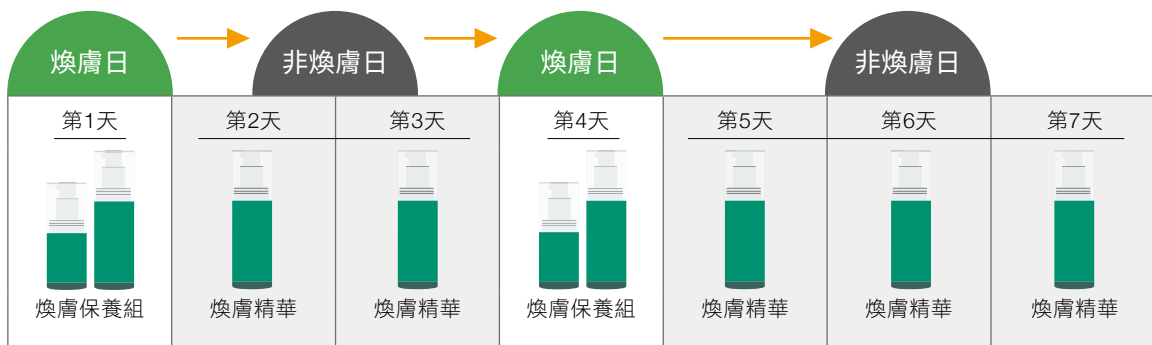 煥膚日
非煥膚日
煥膚日
非煥膚日
第1天
第2天
第3天
第4天
第5天
第6天
第7天
煥膚保養組
煥膚精華
煥膚精華
煥膚保養組
煥膚精華
煥膚精華
煥膚精華